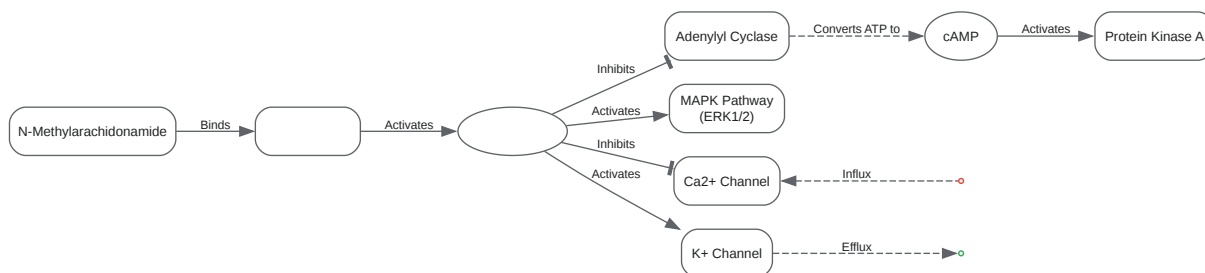 Adenylyl Cyclase
Converts ATP to
cAMP
Activates
Protein Kinase A
Inhibits
MAPK Pathway
(ERK1/2)
Activates
N-Methylarachidonamide
Binds
Activates
Inhibits
Ca2+ Channel
Influx
Activates
K+ Channel
Efflux